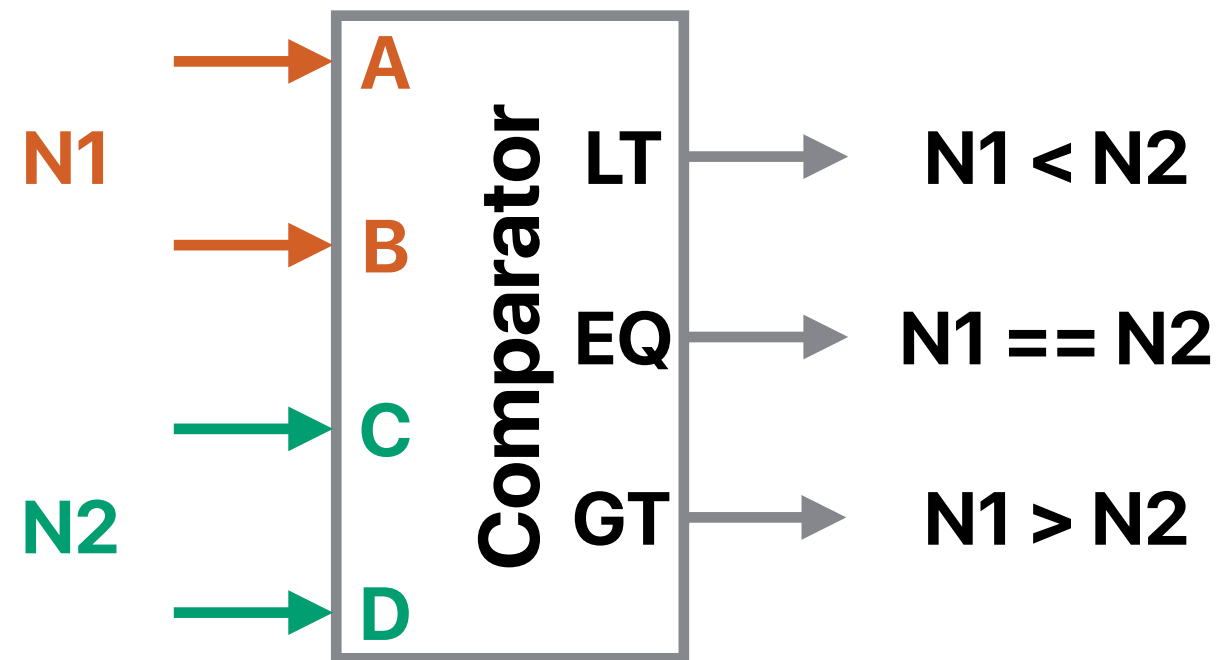 A
N1
B
C
N2
D
Comparator
LT
EQ
GT
N1 < N2
N1 == N2
N1 > N2